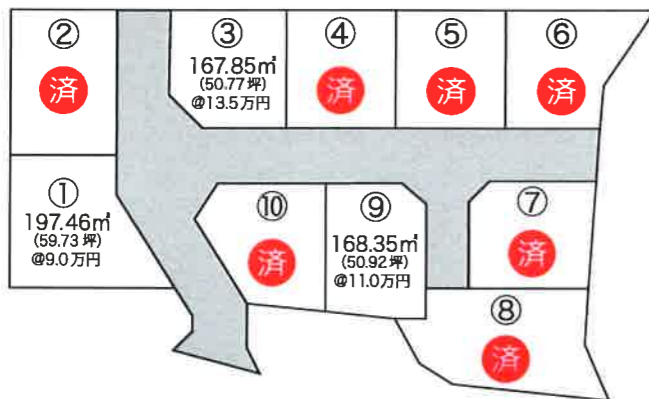 ②
済
③
167.85㎡
(50.77坪)
@13.5万円
④
済
⑤
済
⑥
済
①
197.46㎡
(59.73坪)
@9.0万円
⑩
済
⑨
168.35㎡
(50.92坪)
@11.0万円
⑦
済
⑧
済